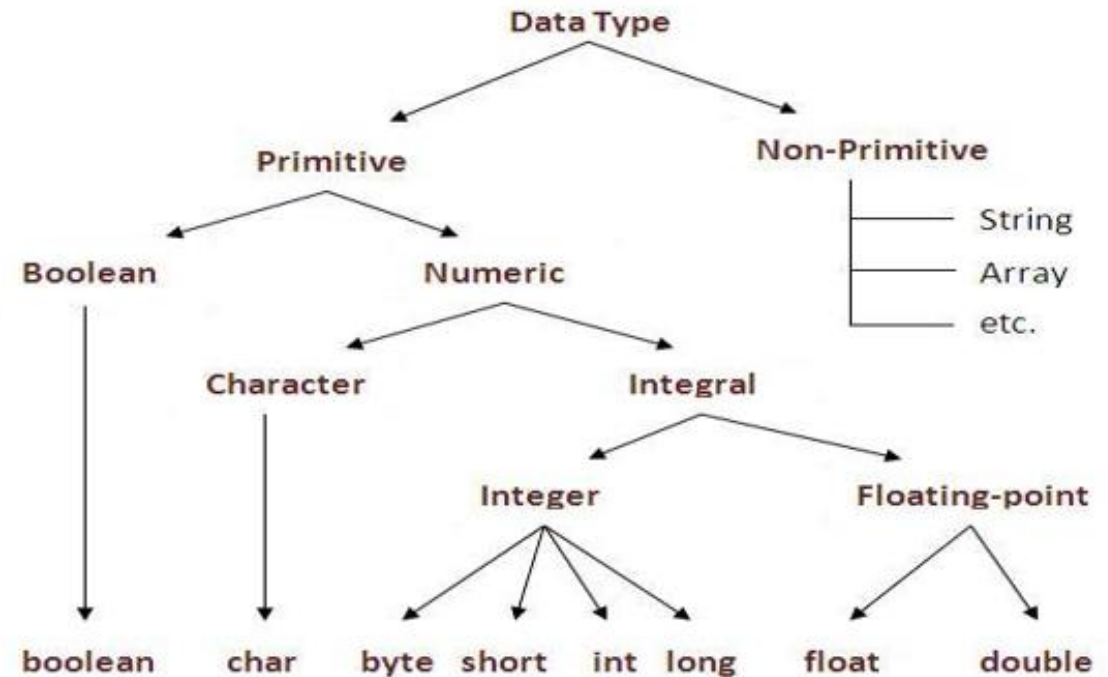 Data Type
Primitive
Non-Primitive
String
Array
etc.
Boolean
Numeric
Character
Integral
Integer
Floating-point
boolean char byte short int long float double